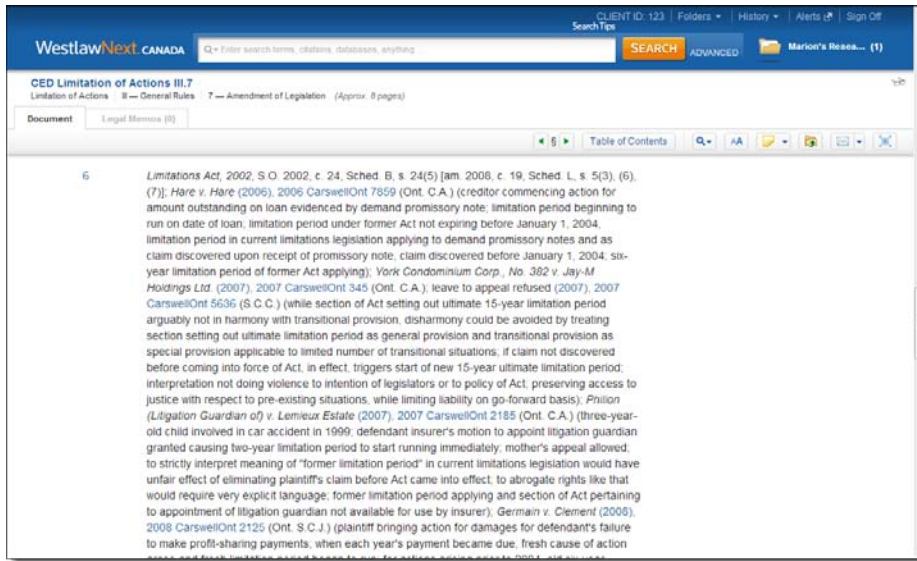 CLIENT ID: 123 Folders History Alerts Sign Off
Search Tips
WestlawNext CANADA Enter search terms, citations, databases, anything SEARCH ADVANCED Marion's Resea... (1)
CED Limitation of Actions III.7
Limitation of Actions II — General Rules 7 — Amendment of Legislation (Approx. 8 pages)
Document Legal Memos (0)
6 Table of Contents AA
6 Limitations Act, 2002, S.O. 2002, c. 24, Sched. B, s. 24(5) [am. 2008, c. 19, Sched. L, s. 5(3), (6),
(7)]; Hare v. Hare (2006), 2006 CarswellOnt 7859 (Ont. C.A.) (creditor commencing action for
amount outstanding on loan evidenced by demand promissory note; limitation period beginning to
run on date of loan; limitation period under former Act not expiring before January 1, 2004,
limitation period in current limitations legislation applying to demand promissory notes and as
claim discovered upon receipt of promissory note, claim discovered before January 1, 2004; six-
year limitation period of former Act applying); York Condominium Corp., No. 382 v. Jay-M
Holdings Ltd. (2007), 2007 CarswellOnt 345 (Ont. C.A.); leave to appeal refused (2007), 2007
CarswellOnt 5636 (S.C.C.) (while section of Act setting out ultimate 15-year limitation period
arguably not in harmony with transitional provision, disharmony could be avoided by treating
section setting out ultimate limitation period as general provision and transitional provision as
special provision applicable to limited number of transitional situations; if claim not discovered
before coming into force of Act, in effect, triggers start of new 15-year ultimate limitation period;
interpretation not doing violence to intention of legislators or to policy of Act; preserving access to
justice with respect to pre-existing situations, while limiting liability on go-forward basis); Philion
(Litigation Guardian of) v. Lemieux Estate (2007), 2007 CarswellOnt 2185 (Ont. C.A.) (three-year-
old child involved in car accident in 1999; defendant insurer's motion to appoint litigation guardian
granted causing two-year limitation period to start running immediately; mother's appeal allowed;
to strictly interpret meaning of "former limitation period" in current limitations legislation would have
unfair effect of eliminating plaintiff's claim before Act came into effect; to abrogate rights like that
would require very explicit language; former limitation period applying and section of Act pertaining
to appointment of litigation guardian not available for use by insurer); Germain v. Clement (2008),
2008 CarswellOnt 2125 (Ont. S.C.J.) (plaintiff bringing action for damages for defendant's failure
to make profit-sharing payments; when each year's payment became due, fresh cause of action